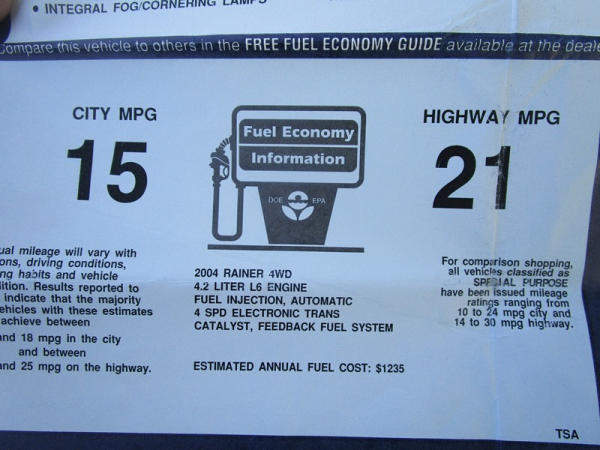 • INTEGRAL FOG/CORNERING LAMPS
Compare this vehicle to others in the FREE FUEL ECONOMY GUIDE available at the deale
CITY MPG
15
Fuel Economy
Information
DOE EPA
HIGHWAY MPG
21
ual mileage will vary with
ons, driving conditions,
ng habits and vehicle
ition. Results reported to
indicate that the majority
ehicles with these estimates
achieve between
and 18 mpg in the city
and between
and 25 mpg on the highway.
2004 RAINER 4WD
4.2 LITER L6 ENGINE
FUEL INJECTION, AUTOMATIC
4 SPD ELECTRONIC TRANS
CATALYST, FEEDBACK FUEL SYSTEM
ESTIMATED ANNUAL FUEL COST: $1235
For comparison shopping,
all vehicles classified as
SPECIAL PURPOSE
have been issued mileage
ratings ranging from
10 to 24 mpg city and
14 to 30 mpg highway.
TSA